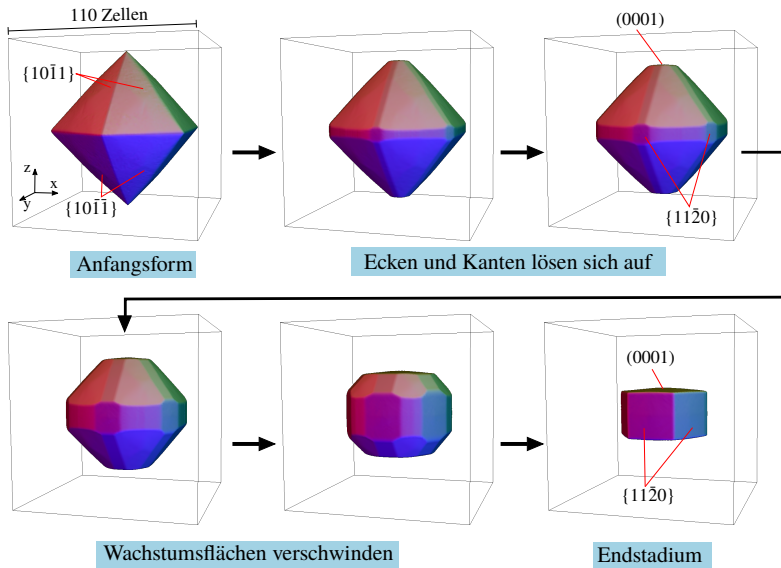 110 Zellen
(0001)
{101̄1}
z
x
y
{101̄1̄}
{112̄0}
Anfangsform
Ecken und Kanten lösen sich auf
(0001)
{112̄0}
Wachstumsflächen verschwinden
Endstadium